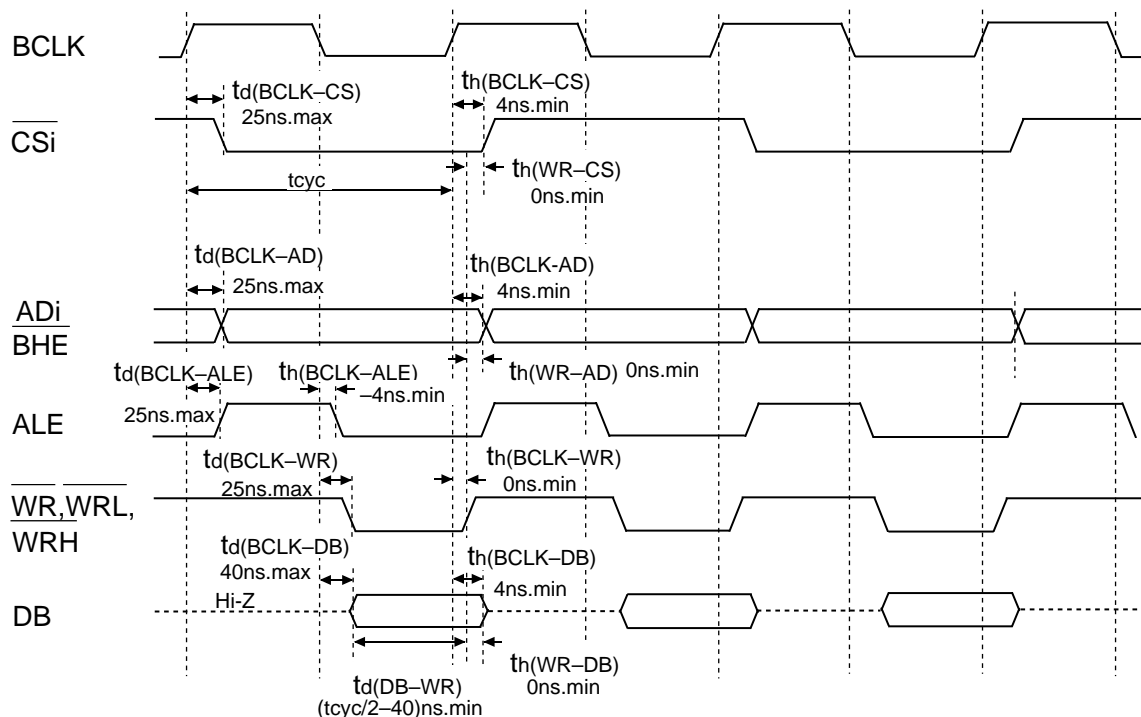 BCLK
td(BCLK–CS)
25ns.max
th(BCLK–CS)
4ns.min
CSi
th(WR–CS)
0ns.min
tcyc
td(BCLK–AD)
25ns.max
th(BCLK-AD)
4ns.min
ADi
BHE
th(WR–AD) 0ns.min
td(BCLK–ALE)
25ns.max
th(BCLK–ALE)
–4ns.min
ALE
td(BCLK–WR)
25ns.max
th(BCLK–WR)
0ns.min
WR,WRL,
WRH
td(BCLK–DB)
40ns.max
th(BCLK–DB)
4ns.min
Hi-Z
DB
th(WR–DB)
0ns.min
td(DB–WR)
(tcyc/2–40)ns.min